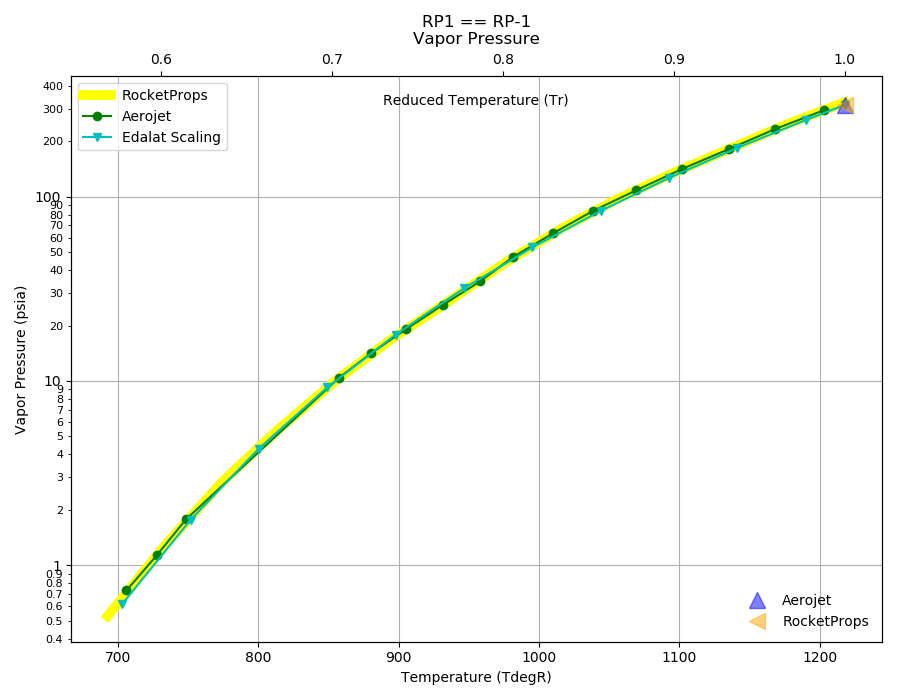 RP1 == RP-1
Vapor Pressure
0.6 0.7 0.8 0.9 1.0
Reduced Temperature (Tr)
RocketProps
Aerojet
Edalat Scaling
400
300
200
100
90
80
70
60
50
40
30
20
10
9
8
7
6
5
4
3
2
1
0.9
0.8
0.7
0.6
0.5
0.4
Vapor Pressure (psia)
Aerojet
RocketProps
700 800 900 1000 1100 1200
Temperature (TdegR)